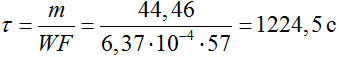 τ = m/WF = 44,46/(6,37·10⁻⁴·57) = 1224,5 с